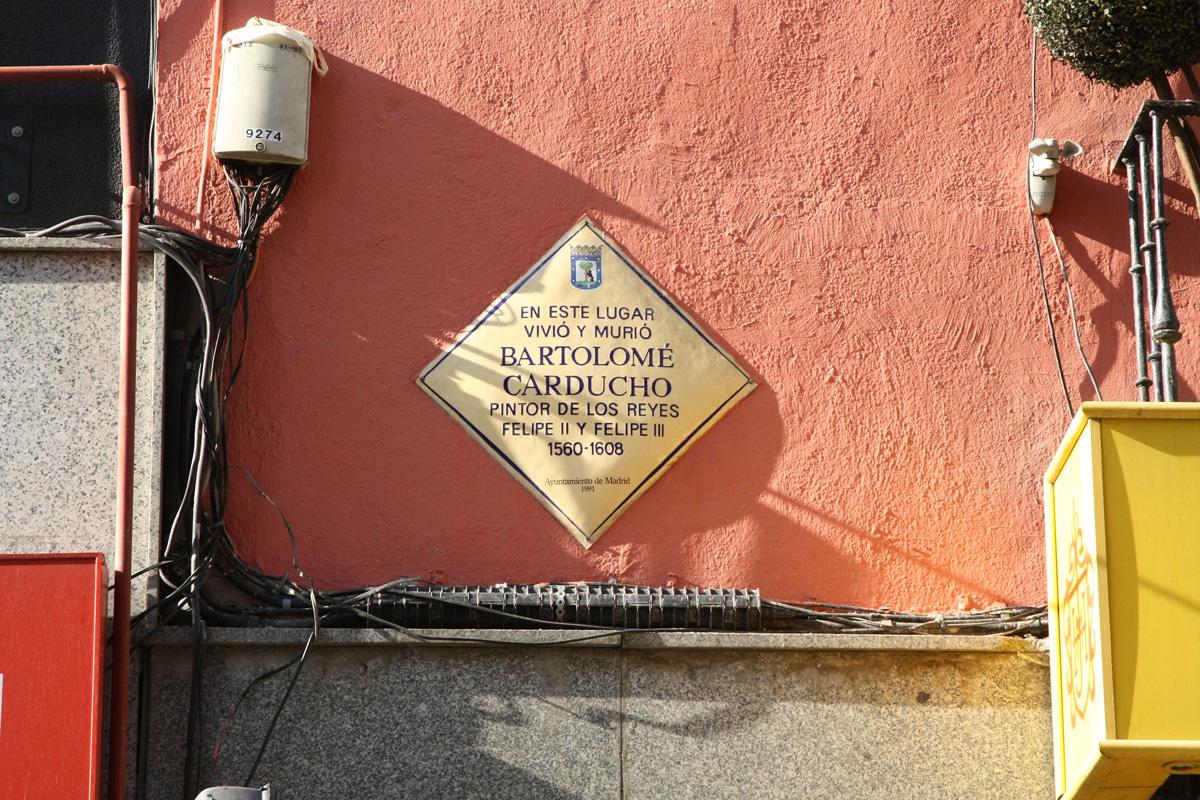 9274
EN ESTE LUGAR
VIVIÓ Y MURIÓ
BARTOLOMÉ
CARDUCHO
PINTOR DE LOS REYES
FELIPE II Y FELIPE III
1560-1608
Ayuntamiento de Madrid
1991